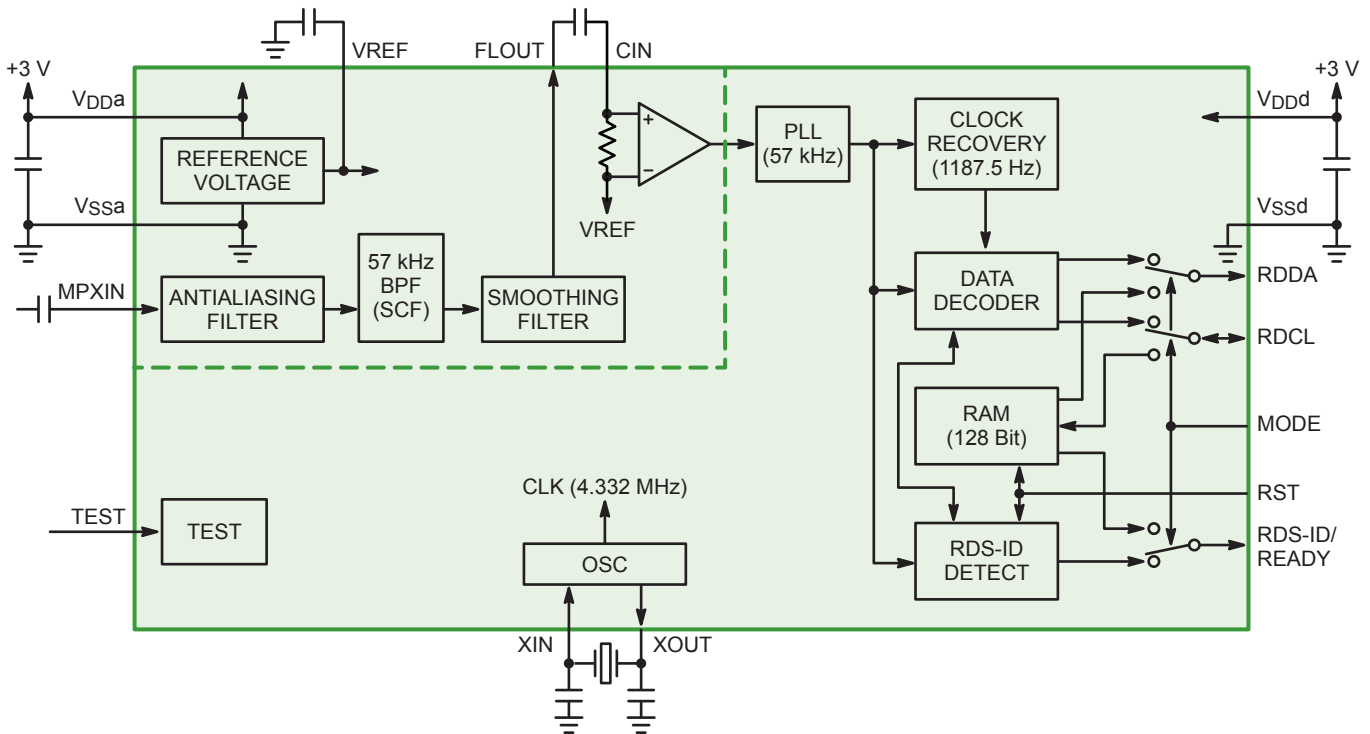 VREF
FLOUT
CIN
+3 V
VDDa
REFERENCE
VOLTAGE
VSSa
+
−
VREF
PLL
(57 kHz)
CLOCK
RECOVERY
(1187.5 Hz)
+3 V
VDDd
VSSd
MPXIN
ANTIALIASING
FILTER
57 kHz
BPF
(SCF)
SMOOTHING
FILTER
DATA
DECODER
RDDA
RDCL
RAM
(128 Bit)
MODE
RST
CLK (4.332 MHz)
TEST
TEST
OSC
RDS-ID
DETECT
RDS-ID/
READY
XIN
XOUT